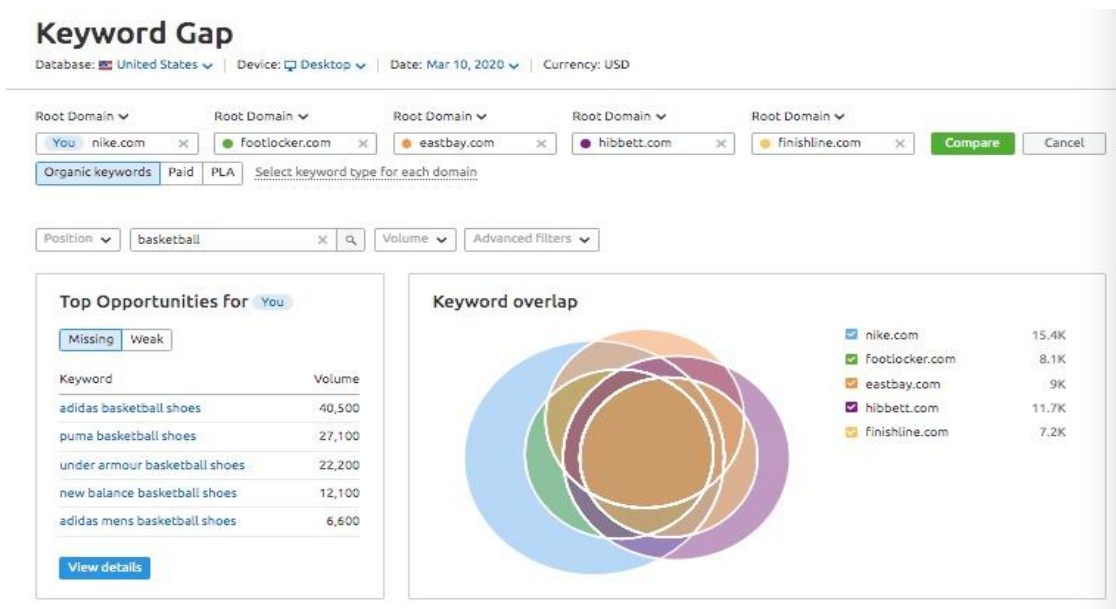 Keyword Gap
Database: United States | Device: Desktop | Date: Mar 10, 2020 | Currency: USD
Root Domain Root Domain Root Domain Root Domain Root Domain
You nike.com × footlocker.com × eastbay.com × hibbett.com × finishline.com × Compare Cancel
Organic keywords Paid PLA Select keyword type for each domain
Position basketball × Volume Advanced filters
Top Opportunities for You
Missing Weak
Keyword Volume
adidas basketball shoes 40,500
puma basketball shoes 27,100
under armour basketball shoes 22,200
new balance basketball shoes 12,100
adidas mens basketball shoes 6,600
View details
Keyword overlap
nike.com 15.4K
footlocker.com 8.1K
eastbay.com 9K
hibbett.com 11.7K
finishline.com 7.2K